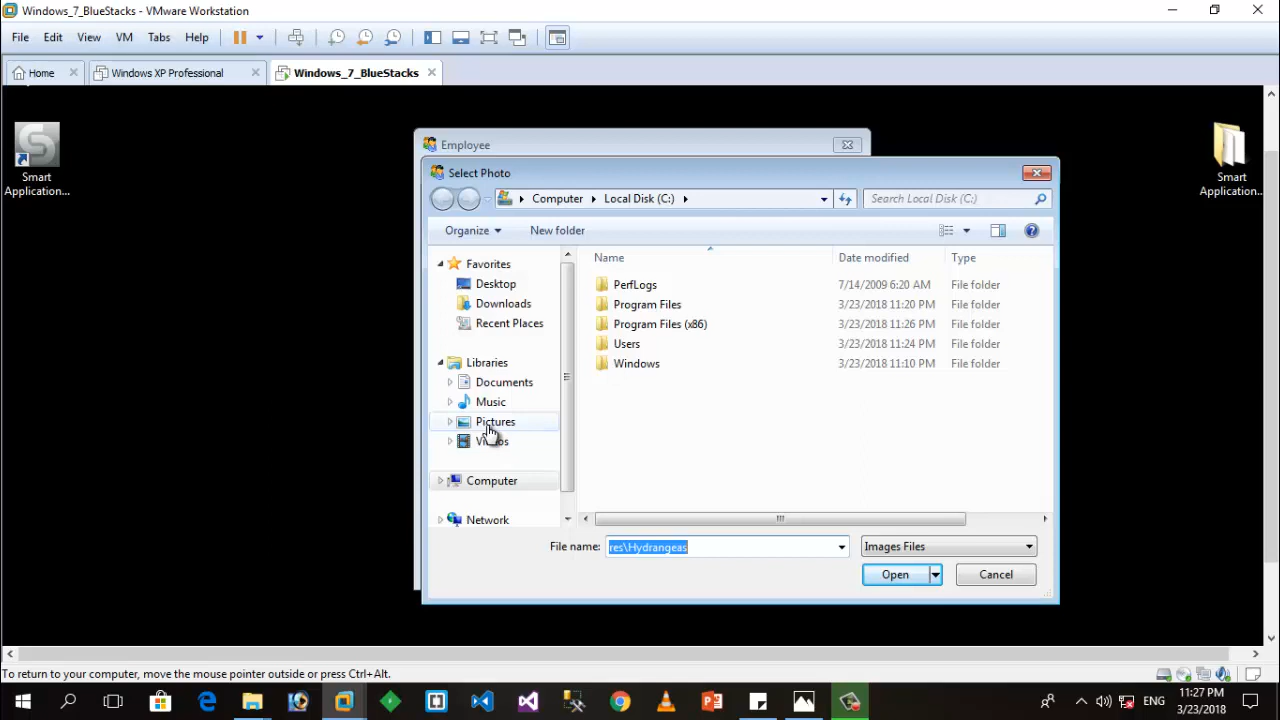 Windows_7_BlueStacks - VMware Workstation
File Edit View VM Tabs Help
Home Windows XP Professional Windows_7_BlueStacks
Smart
Application...
Smart
Application...
Employee
Select Photo
Computer Local Disk (C:) Search Local Disk (C:)
Organize New folder
Favorites
Desktop
Downloads
Recent Places
Libraries
Documents
Music
Pictures
Videos
Computer
Network
Name Date modified Type
PerfLogs 7/14/2009 6:20 AM File folder
Program Files 3/23/2018 11:20 PM File folder
Program Files (x86) 3/23/2018 11:26 PM File folder
Users 3/23/2018 11:24 PM File folder
Windows 3/23/2018 11:10 PM File folder
File name: res\Hydrangeas Images Files
Open Cancel
To return to your computer, move the mouse pointer outside or press Ctrl+Alt.
ENG 11:27 PM
3/23/2018